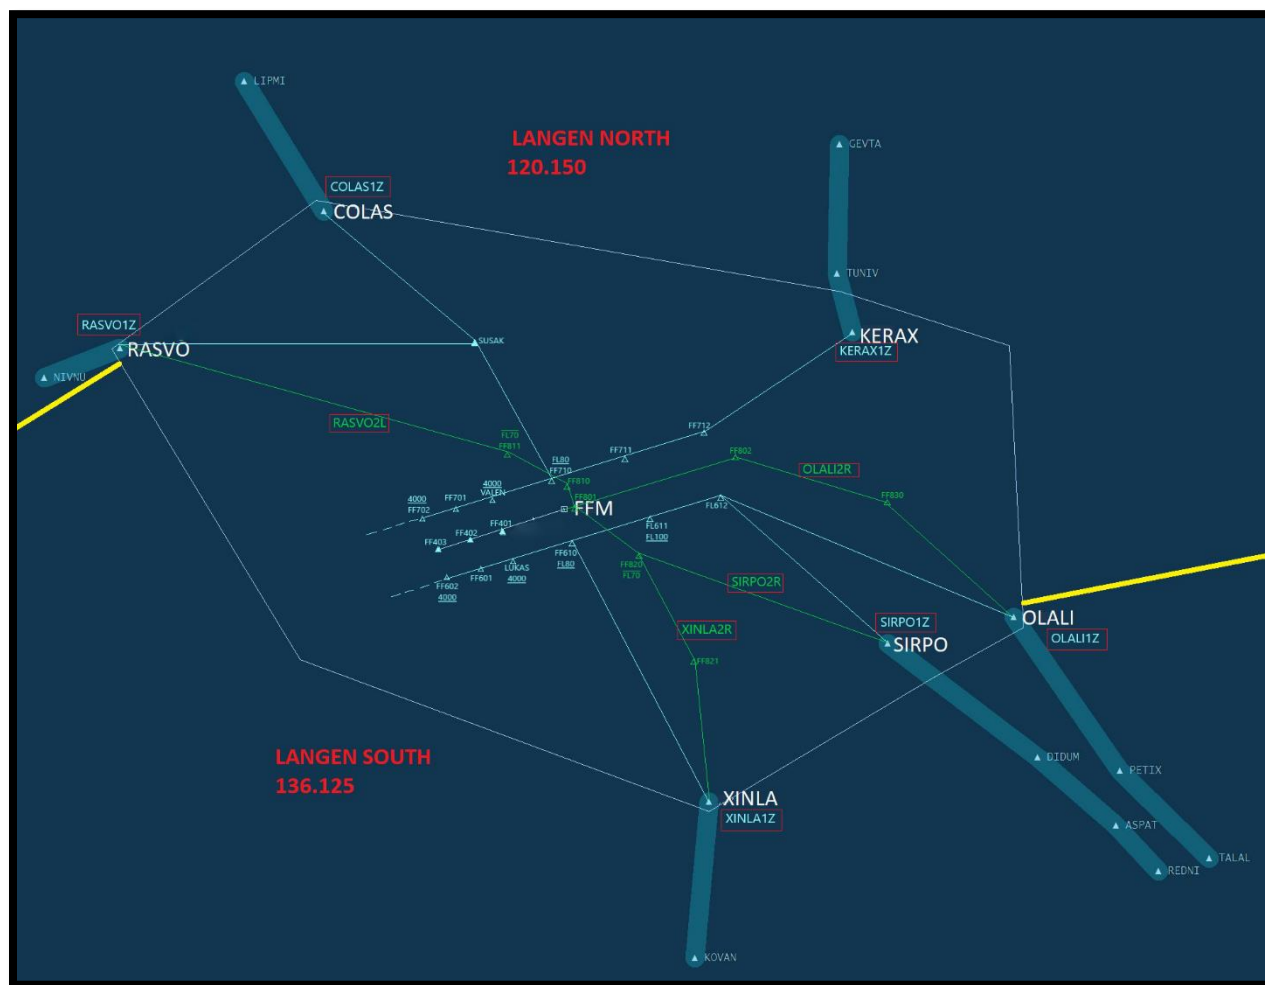 LIPMI
LANGEN NORTH
120.150
GEVTA
COLAS1Z
COLAS
TUNIV
RASVO1Z
RASVO
SUSAK
KERAX
KERAX1Z
NIVNU
RASVO2L
FL70
FF811
FF712
FF711
FL80
FF710
FF802
OLALI2R
4000
VALEN
FF810
4000
FF702
FF701
FF801
FFM
FF830
FL612
FF401
FF402
FF403
FL611
FL100
FF610
FL80
LUKAS
4000
FF601
FF602
4000
FF820
FL70
SIRPO2R
XINLA2R
SIRPO1Z
SIRPO
OLALI
OLALI1Z
FF821
LANGEN SOUTH
136.125
DIDUM
PETIX
XINLA
XINLA1Z
ASPAT
REDNI
TALAL
KOVAN